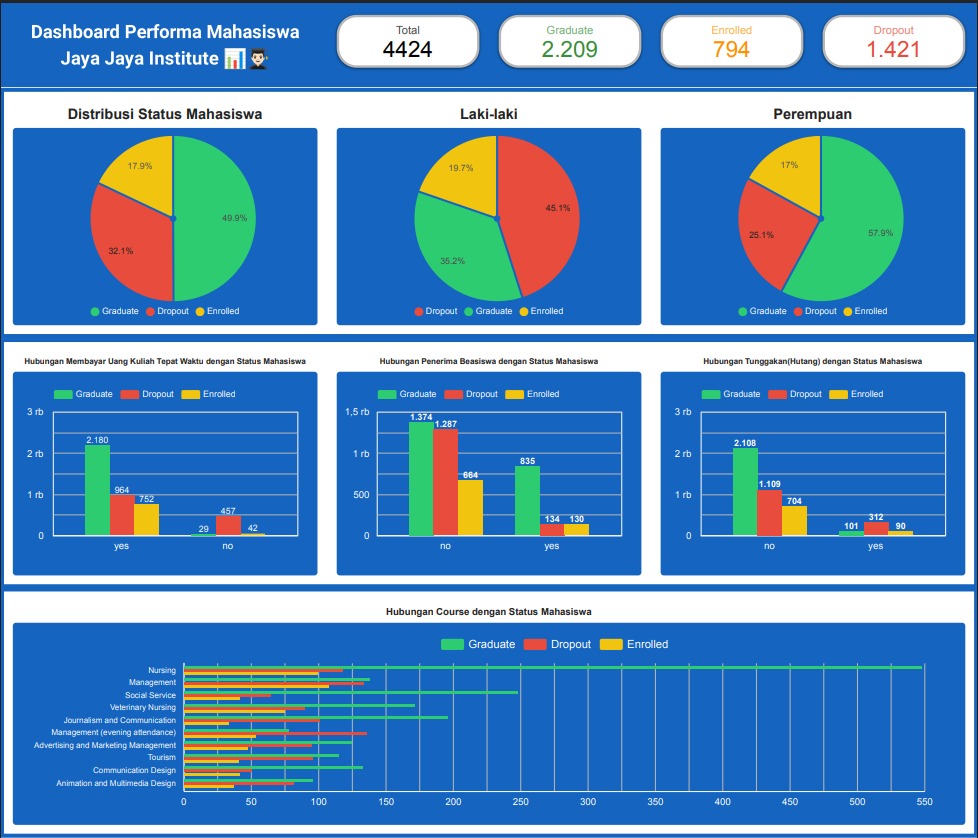 Dashboard Performa Mahasiswa
Jaya Jaya Institute 📊👨🏻‍🎓
Total
4424
Graduate
2.209
Enrolled
794
Dropout
1.421
Distribusi Status Mahasiswa
17.9%
49.9%
32.1%
Graduate Dropout Enrolled
Laki-laki
19.7%
45.1%
35.2%
Dropout Graduate Enrolled
Perempuan
17%
25.1%
57.9%
Graduate Dropout Enrolled
Hubungan Membayar Uang Kuliah Tepat Waktu dengan Status Mahasiswa
Graduate Dropout Enrolled
3 rb
2 rb
1 rb
0
2.180
964
752
29
457
42
yes no
Hubungan Penerima Beasiswa dengan Status Mahasiswa
Graduate Dropout Enrolled
1,5 rb
1 rb
500
0
1.374
1.287
664
835
134
130
no yes
Hubungan Tunggakan(Hutang) dengan Status Mahasiswa
Graduate Dropout Enrolled
3 rb
2 rb
1 rb
0
2.108
1.109
704
101
312
90
no yes
Hubungan Course dengan Status Mahasiswa
Graduate Dropout Enrolled
Nursing
Management
Social Service
Veterinary Nursing
Journalism and Communication
Management (evening attendance)
Advertising and Marketing Management
Tourism
Communication Design
Animation and Multimedia Design
0 50 100 150 200 250 300 350 400 450 500 550